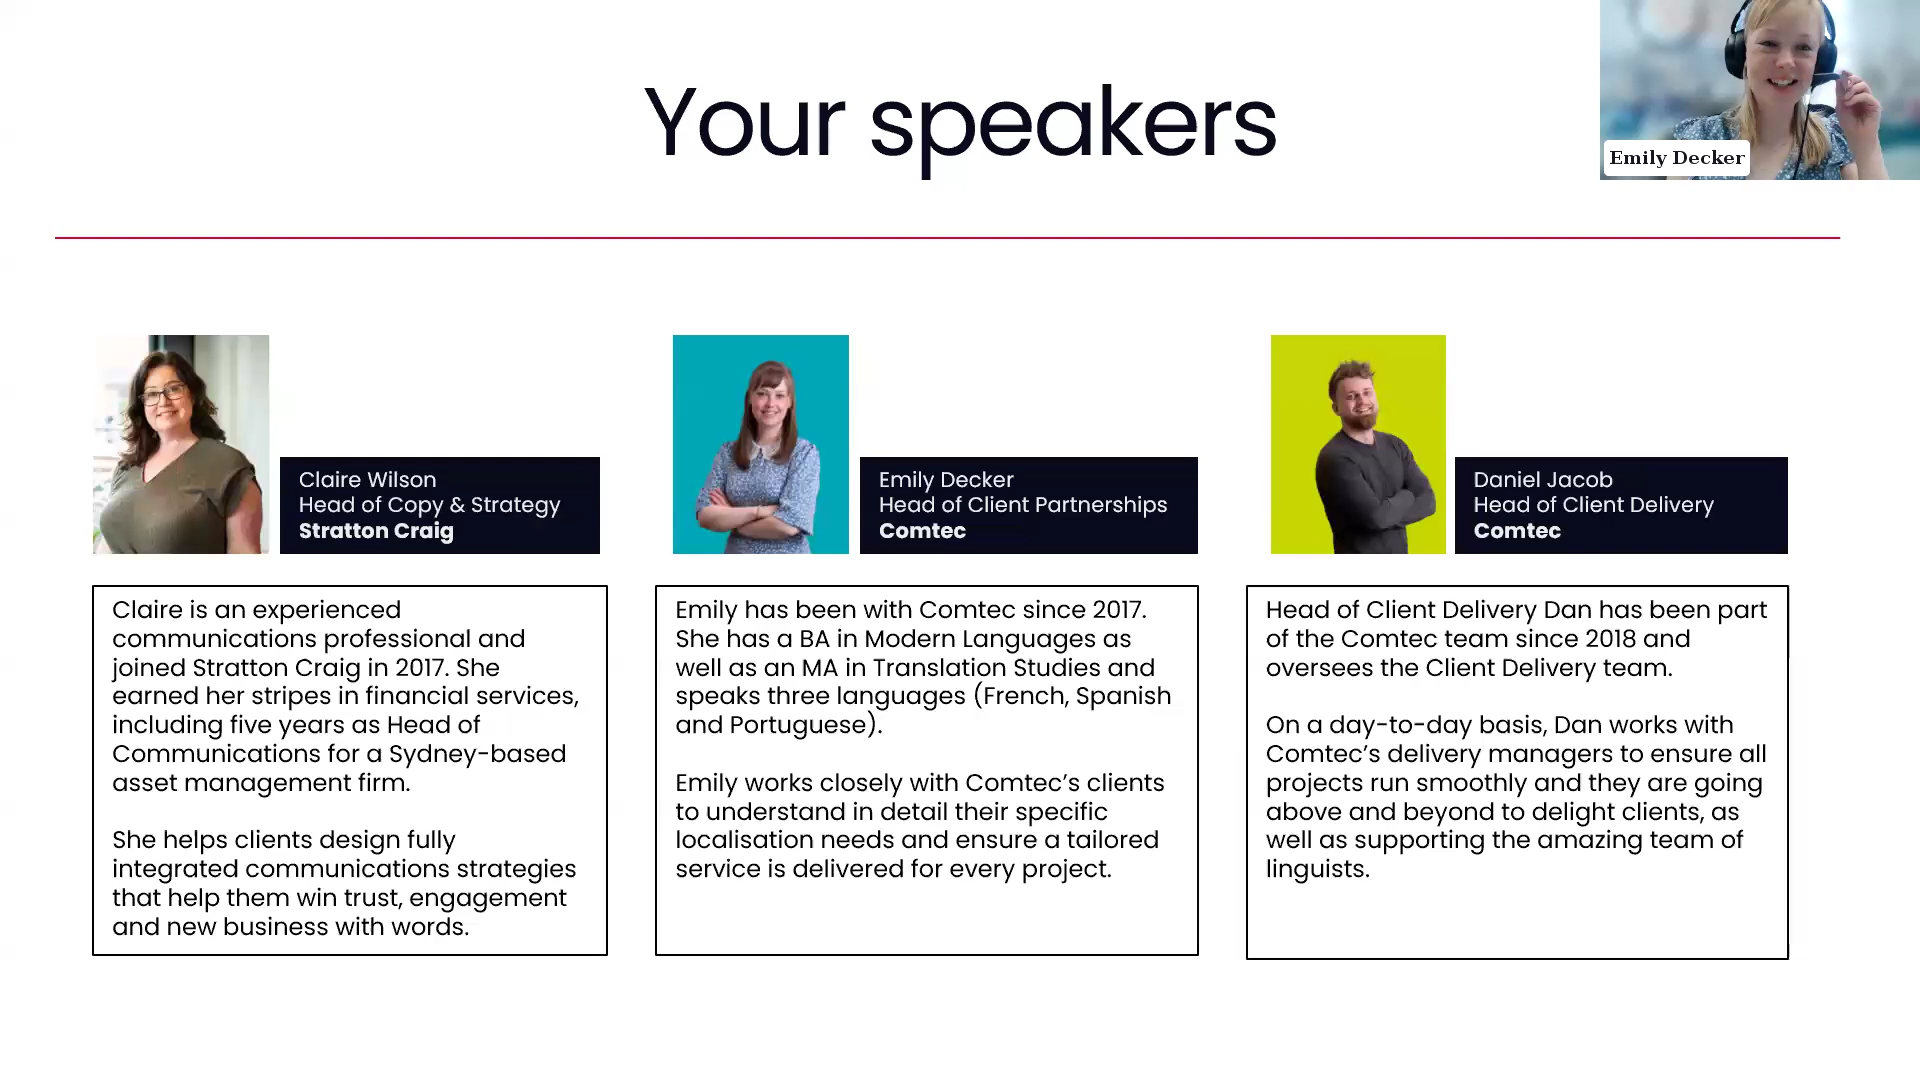 Your speakers
Emily Decker
Claire Wilson
Head of Copy & Strategy
Stratton Craig
Claire is an experienced
communications professional and
joined Stratton Craig in 2017. She
earned her stripes in financial services,
including five years as Head of
Communications for a Sydney-based
asset management firm.
She helps clients design fully
integrated communications strategies
that help them win trust, engagement
and new business with words.
Emily Decker
Head of Client Partnerships
Comtec
Emily has been with Comtec since 2017.
She has a BA in Modern Languages as
well as an MA in Translation Studies and
speaks three languages (French, Spanish
and Portuguese).
Emily works closely with Comtec’s clients
to understand in detail their specific
localisation needs and ensure a tailored
service is delivered for every project.
Daniel Jacob
Head of Client Delivery
Comtec
Head of Client Delivery Dan has been part
of the Comtec team since 2018 and
oversees the Client Delivery team.
On a day-to-day basis, Dan works with
Comtec’s delivery managers to ensure all
projects run smoothly and they are going
above and beyond to delight clients, as
well as supporting the amazing team of
linguists.